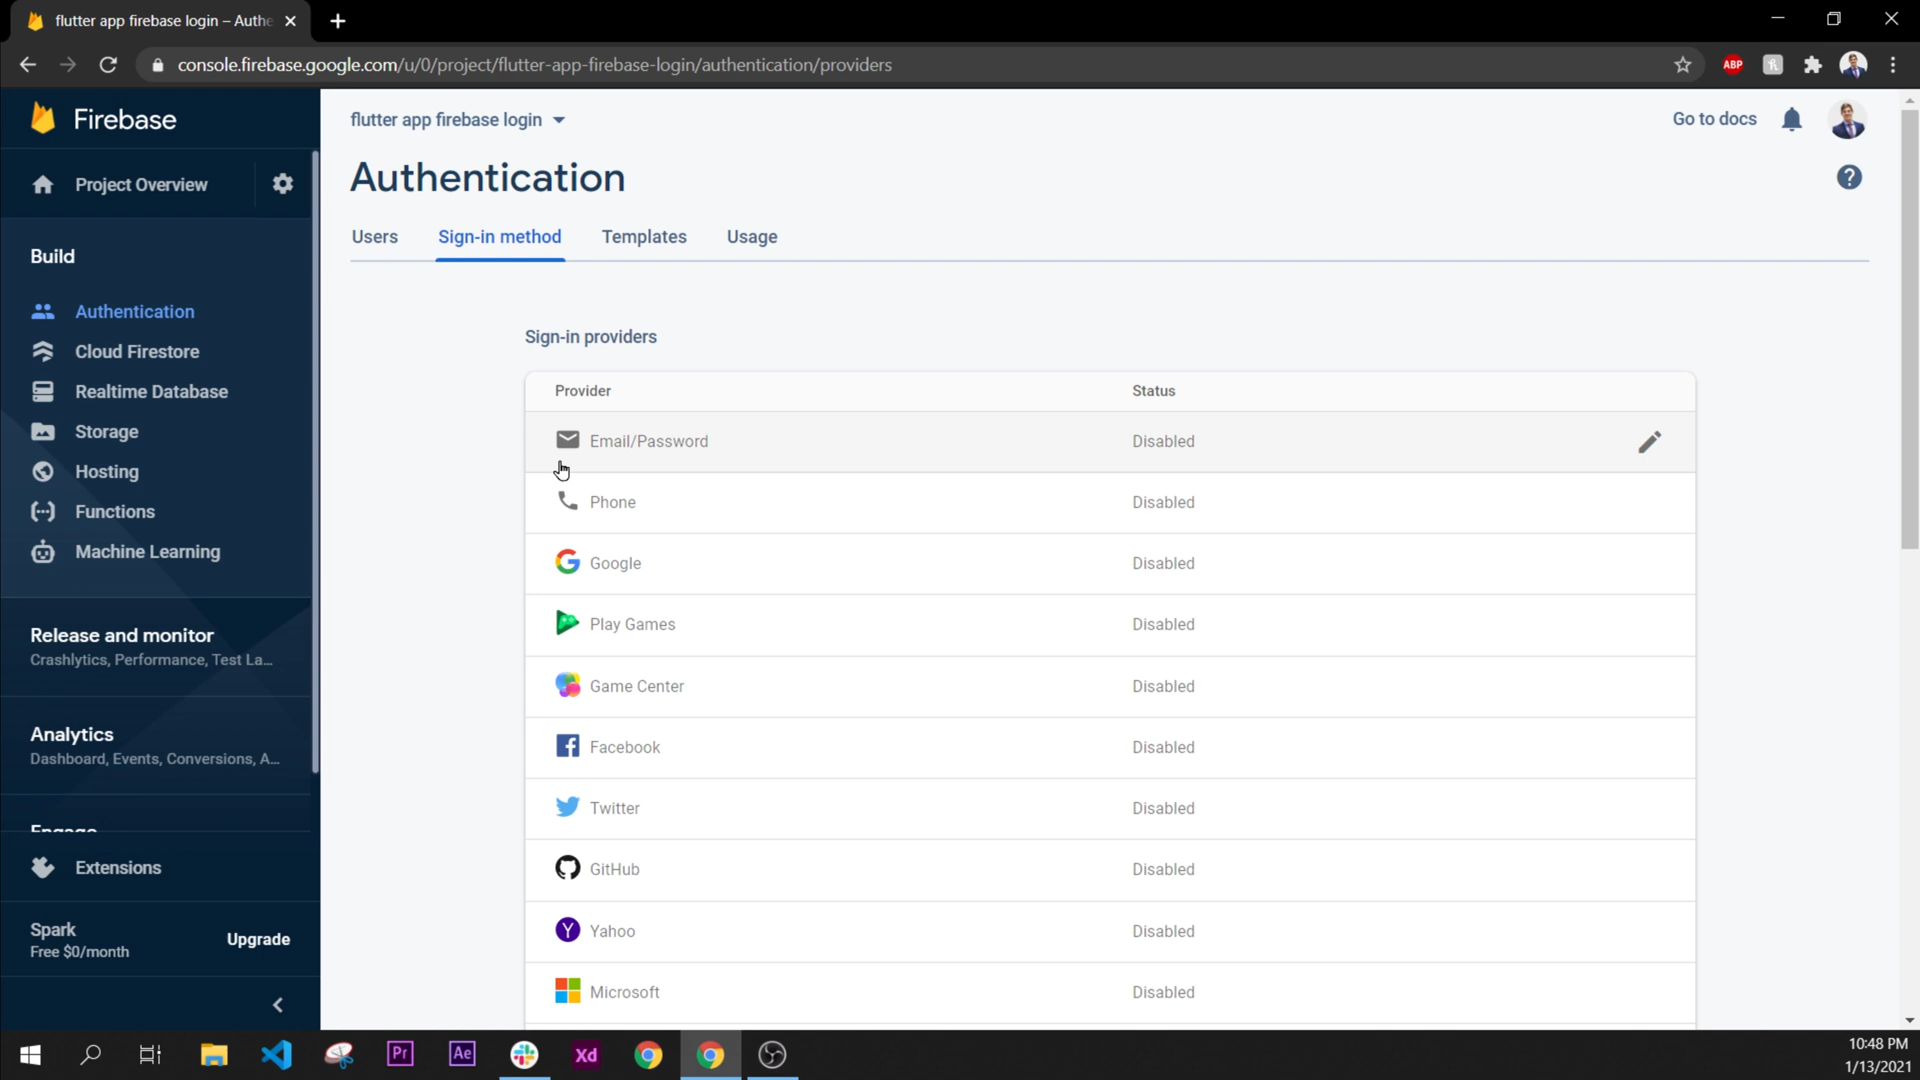 flutter app firebase login – Authe
console.firebase.google.com/u/0/project/flutter-app-firebase-login/authentication/providers
ABP
Firebase
flutter app firebase login
Go to docs
Project Overview
Authentication
?
Users Sign-in method Templates Usage
Build
Authentication
Cloud Firestore
Realtime Database
Storage
Hosting
Functions
Machine Learning
Release and monitor
Crashlytics, Performance, Test La...
Analytics
Dashboard, Events, Conversions, A...
Extensions
Spark
Free $0/month
Upgrade
Sign-in providers
Provider Status
Email/Password Disabled
Phone Disabled
Google Disabled
Play Games Disabled
Game Center Disabled
Facebook Disabled
Twitter Disabled
GitHub Disabled
Yahoo Disabled
Microsoft Disabled
Pr
Ae
Xd
10:48 PM
1/13/2021